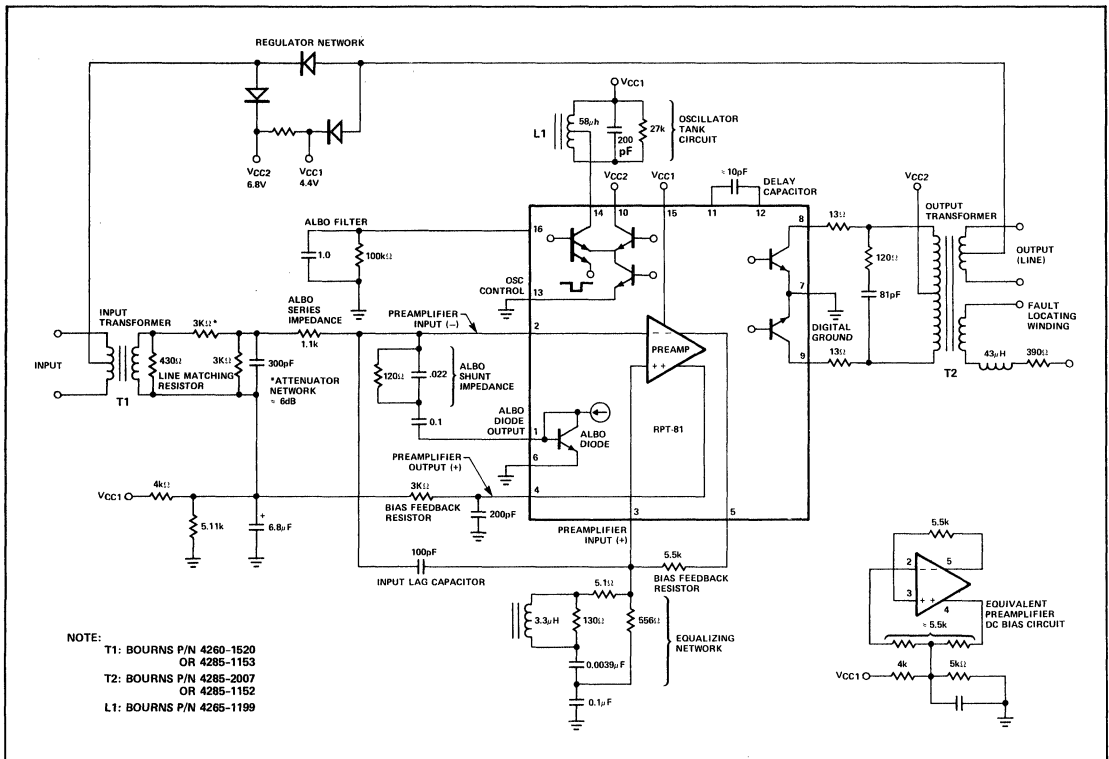 REGULATOR NETWORK
VCC2
6.8V
VCC1
4.4V
VCC1
L1
58μh
200
pF
27k
OSCILLATOR
TANK
CIRCUIT
VCC2
VCC1
≈ 10pF
DELAY
CAPACITOR
14
10
15
11
12
VCC2
OUTPUT
TRANSFORMER
OUTPUT
(LINE)
FAULT
LOCATING
WINDING
43μH
390Ω
T2
8
13Ω
120Ω
81pF
7
DIGITAL
GROUND
9
13Ω
ALBO FILTER
1.0
100kΩ
16
OSC
CONTROL
13
INPUT
TRANSFORMER
INPUT
T1
3KΩ*
430Ω
LINE MATCHING
RESISTOR
3KΩ
300pF
*ATTENUATOR
NETWORK
≈ 6dB
ALBO
SERIES
IMPEDANCE
1.1k
PREAMPLIFIER
INPUT (−)
2
120Ω
.022
ALBO
SHUNT
IMPEDANCE
0.1
ALBO
DIODE
OUTPUT
1
ALBO
DIODE
6
− −
PREAMP
+ +
RPT-81
PREAMPLIFIER
OUTPUT (+)
4
VCC1
4kΩ
5.11k
+
6.8μF
3KΩ
BIAS FEEDBACK
RESISTOR
200pF
3
5
PREAMPLIFIER
INPUT (+)
100pF
INPUT LAG CAPACITOR
5.5k
BIAS FEEDBACK
RESISTOR
5.1Ω
3.3μH
130Ω
556Ω
EQUALIZING
NETWORK
0.0039μF
0.1μF
5.5k
2
− −
5
3
+ +
4
EQUIVALENT
PREAMPLIFIER
DC BIAS CIRCUIT
≈ 5.5k
VCC1
4k
5kΩ
NOTE:
T1: BOURNS P/N 4260-1520
OR 4285-1153
T2: BOURNS P/N 4285-2007
OR 4285-1152
L1: BOURNS P/N 4265-1199